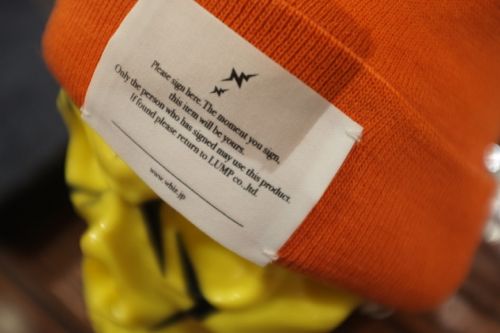 Please sign here. The moment you sign,
this item will be yours.
Only the person who has signed may use this product.
If found please return to LUMP co.,ltd.
www.whiz.jp